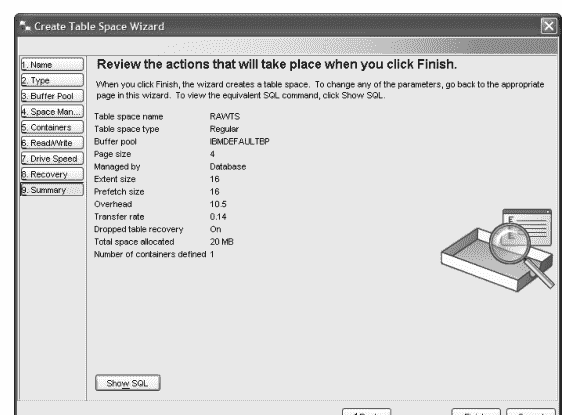 Create Table Space Wizard
1. Name
2. Type
3. Buffer Pool
4. Space Man...
5. Containers
6. Read/Write
7. Drive Speed
8. Recovery
9. Summary
Review the actions that will take place when you click Finish.
When you click Finish, the wizard creates a table space. To change any of the parameters, go back to the appropriate
page in this wizard. To view the equivalent SQL command, click Show SQL.
Table space name RAWTS
Table space type Regular
Buffer pool IBMDEFAULTBP
Page size 4
Managed by Database
Extent size 16
Prefetch size 16
Overhead 10.5
Transfer rate 0.14
Dropped table recovery On
Total space allocated 20 MB
Number of containers defined 1
Show SQL